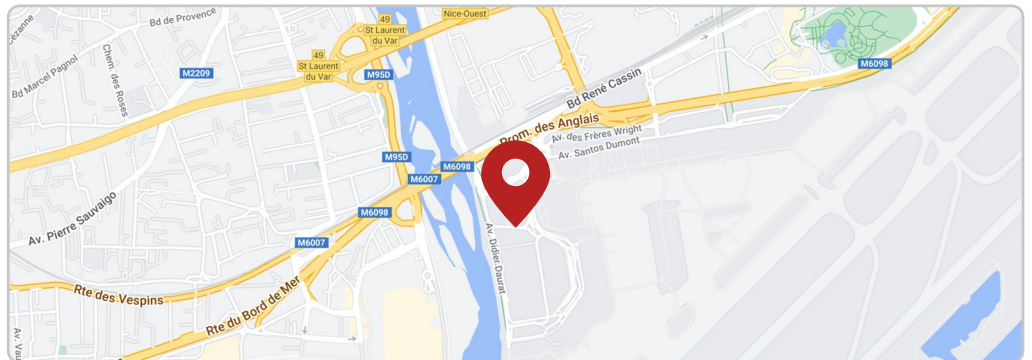 Cézanne
Bd de Provence
Bd Marcel Pagnol
Chem. des Roses
M2209
49
St Laurent
du Var
49
St Laurent
du Var
Nice-Ouest
M95D
Bd René Cassin
M6098
Prom. des Anglais
Av. des Frères Wright
Av. Santos Dumont
M95D
M6098
M6007
M6098
Av. Pierre Sauvaigo
M6007
Av. Didier Daurat
Rte des Vespins
Rte du Bord de Mer